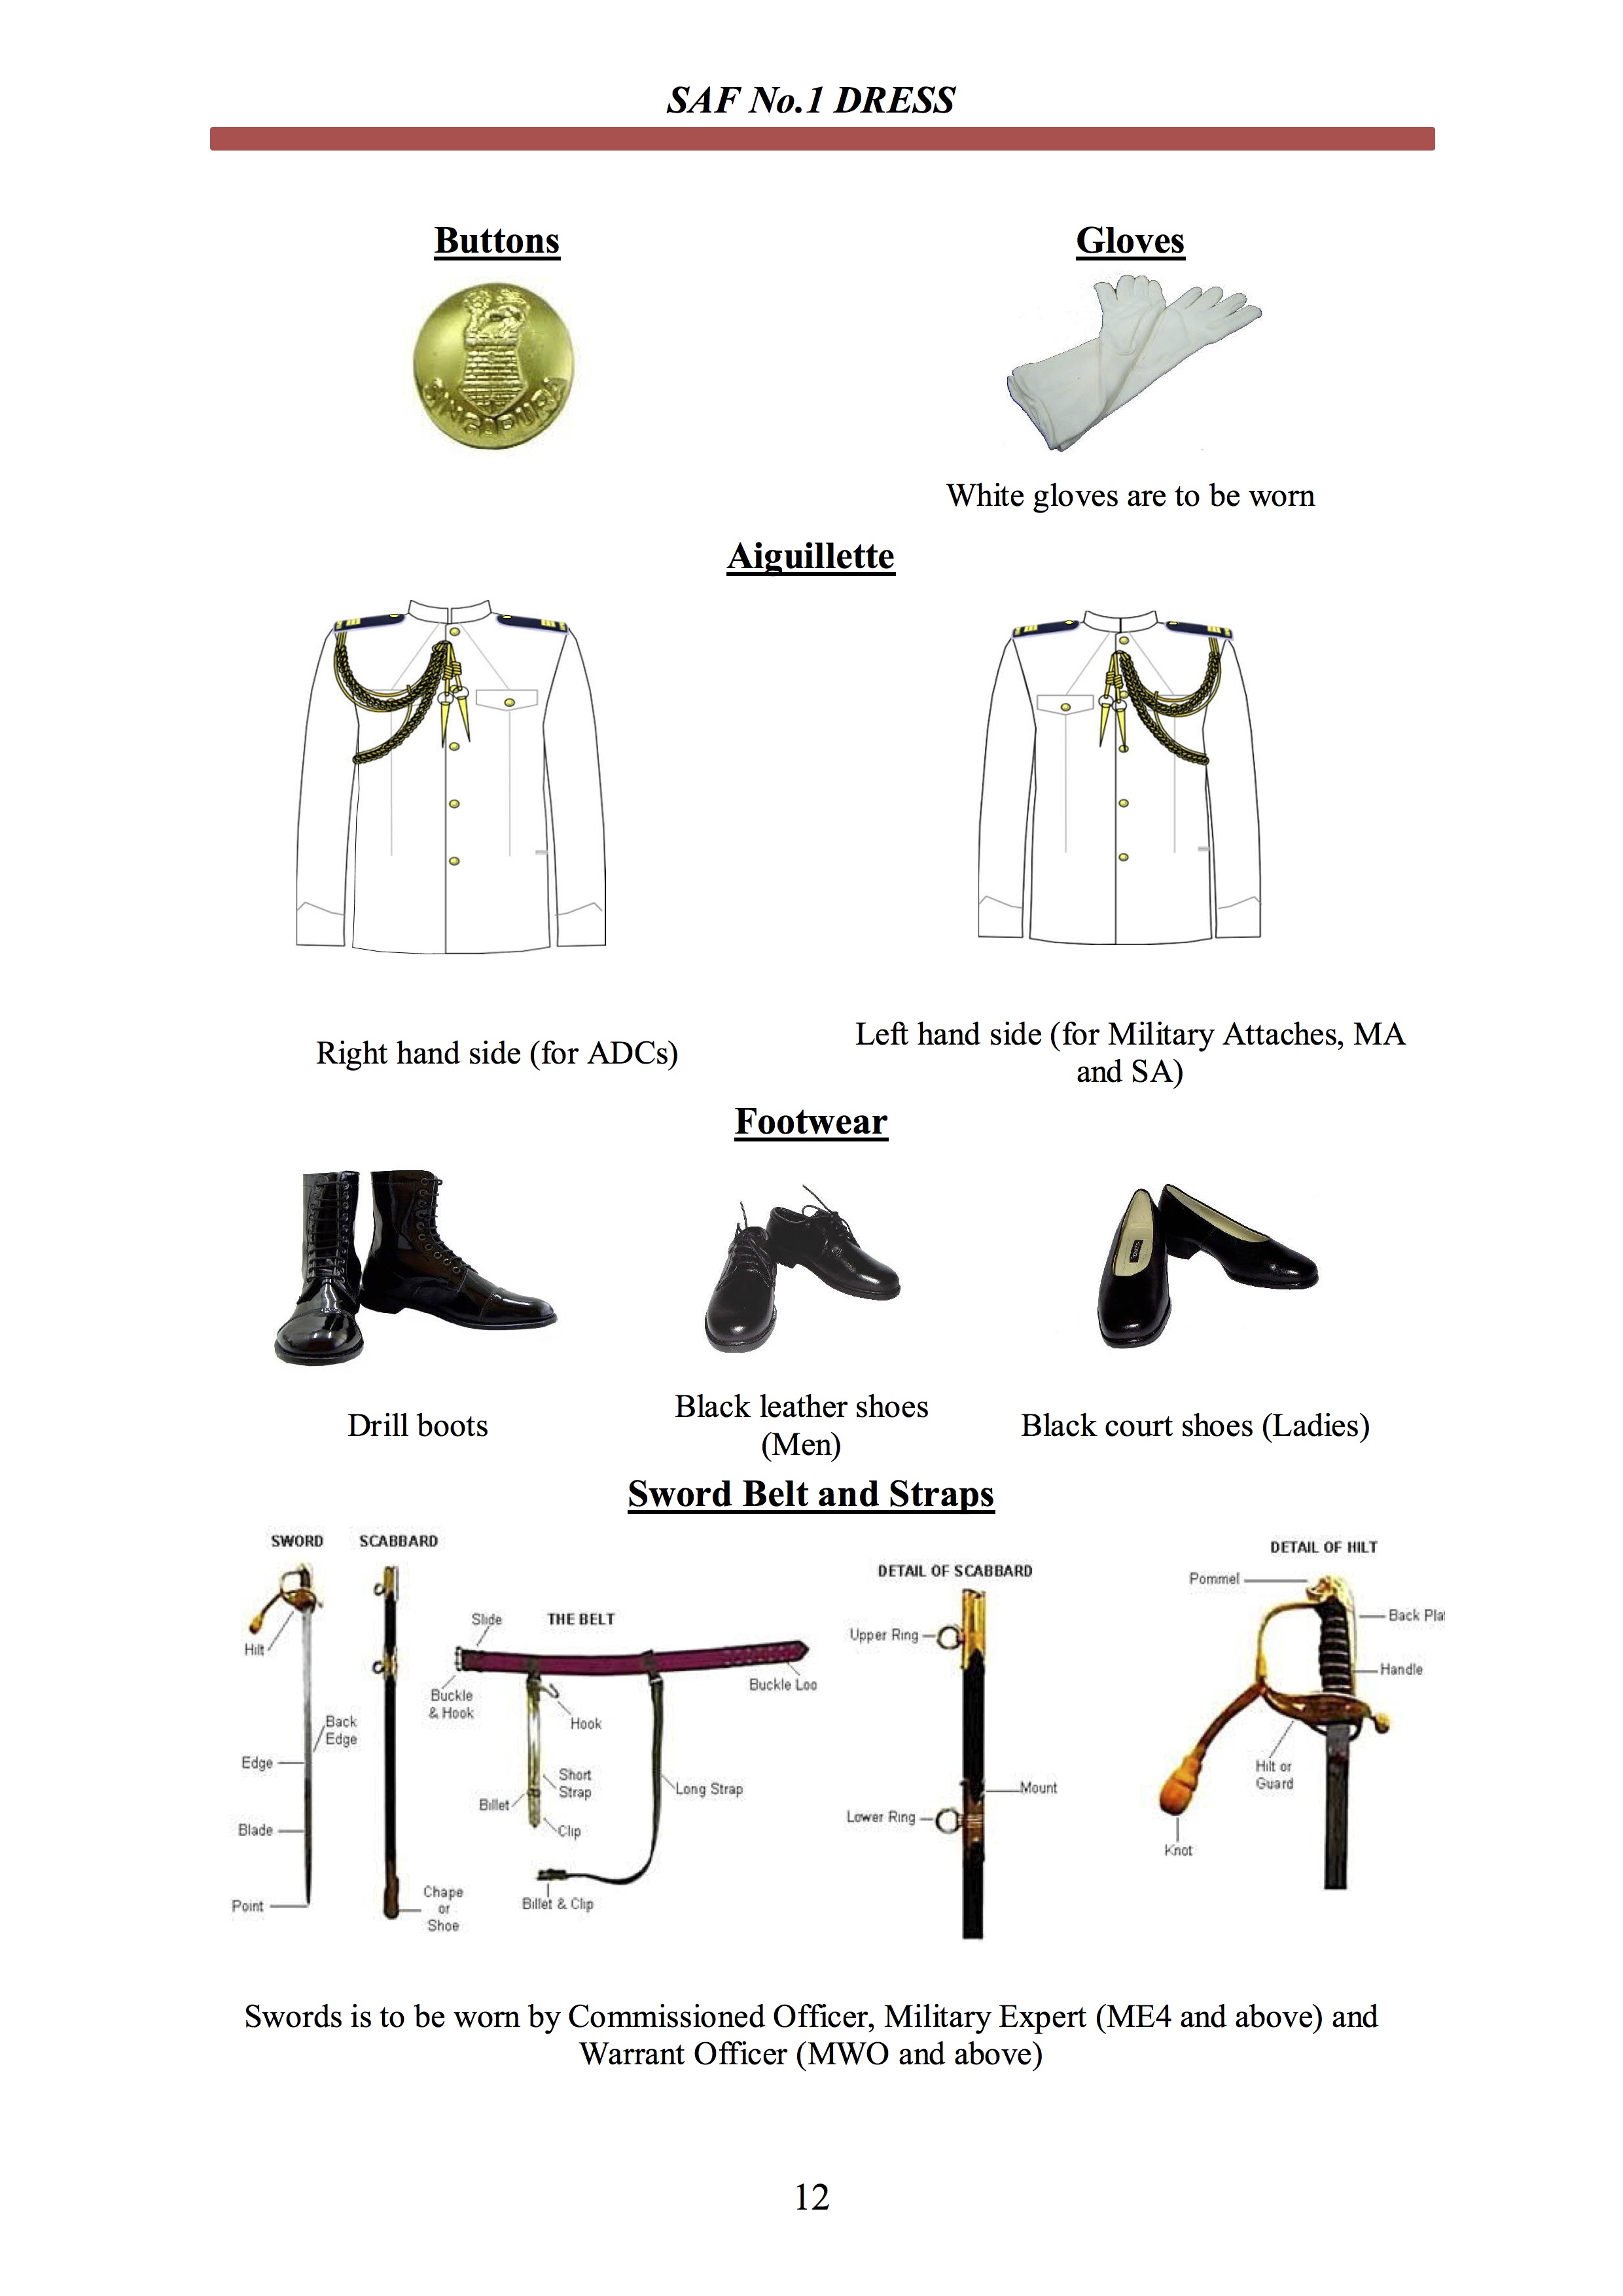 SAF No.1 DRESS
Buttons
Gloves
SINGAPURA
White gloves are to be worn
Aiguillette
Right hand side (for ADCs)
Left hand side (for Military Attaches, MA
and SA)
Footwear
Drill boots
Black leather shoes
(Men)
Black court shoes (Ladies)
Sword Belt and Straps
SWORD
Hilt
Back
Edge
Edge
Blade
Point
SCABBARD
Chape
or
Shoe
THE BELT
Slide
Buckle
& Hook
Hook
Buckle Loo
Short
Strap
Billet
Clip
Long Strap
Billet & Clip
DETAIL OF SCABBARD
Upper Ring
Mount
Lower Ring
DETAIL OF HILT
Pommel
Back Pla
Handle
Hilt or
Guard
Knot
Swords is to be worn by Commissioned Officer, Military Expert (ME4 and above) and
Warrant Officer (MWO and above)
12